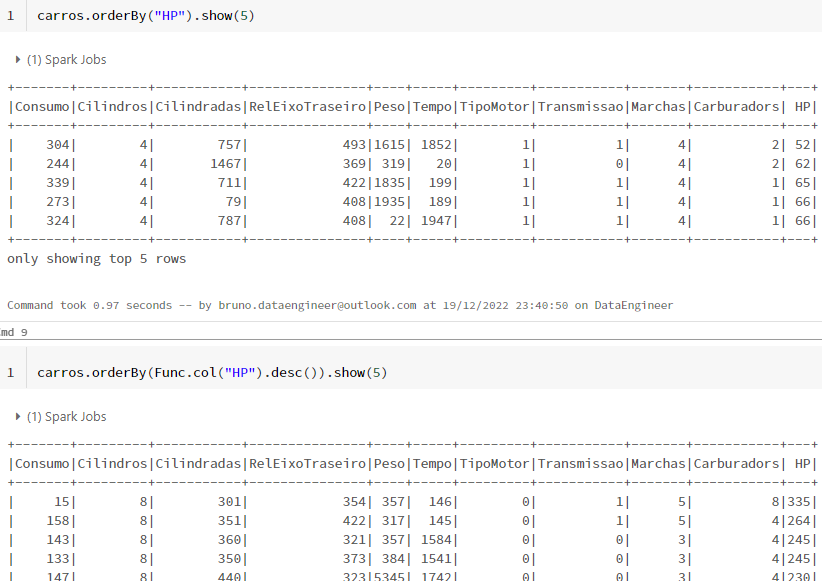 1 carros.orderBy("HP").show(5)
(1) Spark Jobs
+-------+---------+-----------+---------------+----+-----+---------+-----------+-------+-----------+---+
|Consumo|Cilindros|Cilindradas|RelEixoTraseiro|Peso|Tempo|TipoMotor|Transmissao|Marchas|Carburadors| HP|
+-------+---------+-----------+---------------+----+-----+---------+-----------+-------+-----------+---+
|    304|        4|        757|            493|1615| 1852|        1|          1|      4|          2| 52|
|    244|        4|       1467|            369| 319|   20|        1|          0|      4|          2| 62|
|    339|        4|        711|            422|1835|  199|        1|          1|      4|          1| 65|
|    273|        4|         79|            408|1935|  189|        1|          1|      4|          1| 66|
|    324|        4|        787|            408|  22| 1947|        1|          1|      4|          1| 66|
+-------+---------+-----------+---------------+----+-----+---------+-----------+-------+-----------+---+
only showing top 5 rows
Command took 0.97 seconds -- by bruno.dataengineer@outlook.com at 19/12/2022 23:40:50 on DataEngineer
md 9
1 carros.orderBy(Func.col("HP").desc()).show(5)
(1) Spark Jobs
+-------+---------+-----------+---------------+----+-----+---------+-----------+-------+-----------+---+
|Consumo|Cilindros|Cilindradas|RelEixoTraseiro|Peso|Tempo|TipoMotor|Transmissao|Marchas|Carburadors| HP|
+-------+---------+-----------+---------------+----+-----+---------+-----------+-------+-----------+---+
|     15|        8|        301|            354| 357|  146|        0|          1|      5|          8|335|
|    158|        8|        351|            422| 317|  145|        0|          1|      5|          4|264|
|    143|        8|        360|            321| 357| 1584|        0|          0|      3|          4|245|
|    133|        8|        350|            373| 384| 1541|        0|          0|      3|          4|245|
|    147|        8|        440|            323|5345| 1742|        0|          0|      3|          4|230|